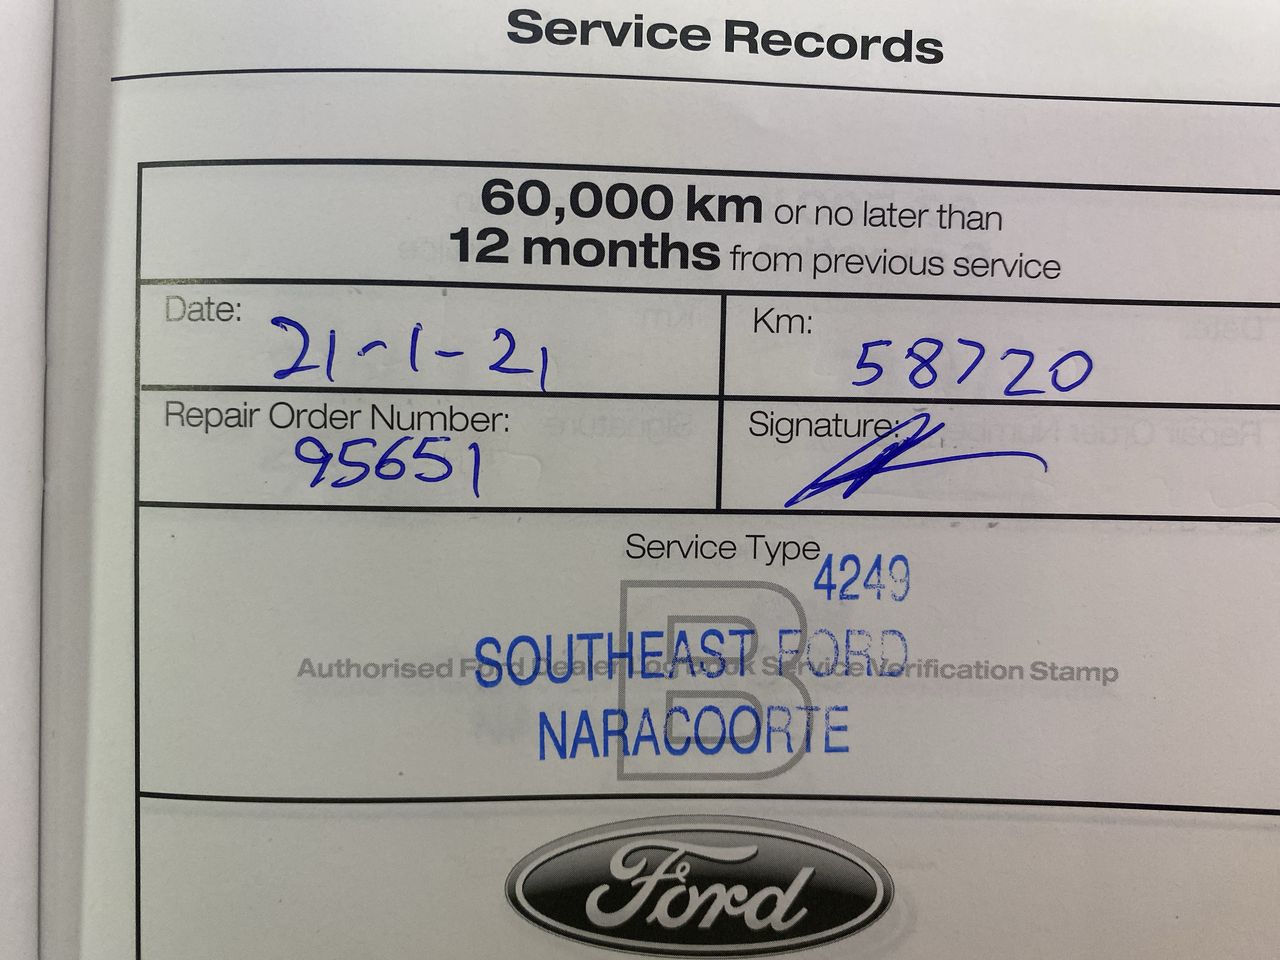 Service Records
60,000 km or no later than
12 months from previous service
Date:
21-1-21
Km:
58720
Repair Order Number:
95651
Signature:
Service Type
4249
B
Authorised Ford Dealer Logbook Service Verification Stamp
SOUTHEAST FORD
NARACOORTE
Ford